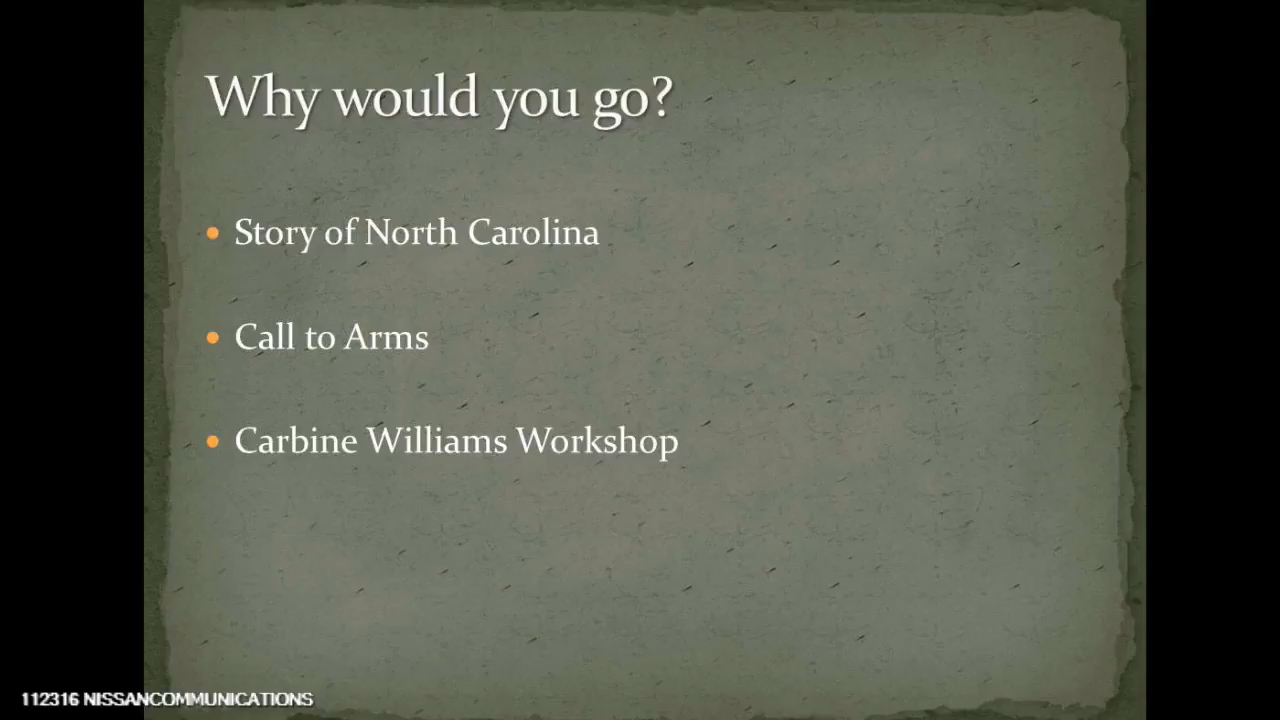 Why would you go?
Story of North Carolina
Call to Arms
Carbine Williams Workshop
112316 NISSANCOMMUNICATIONS